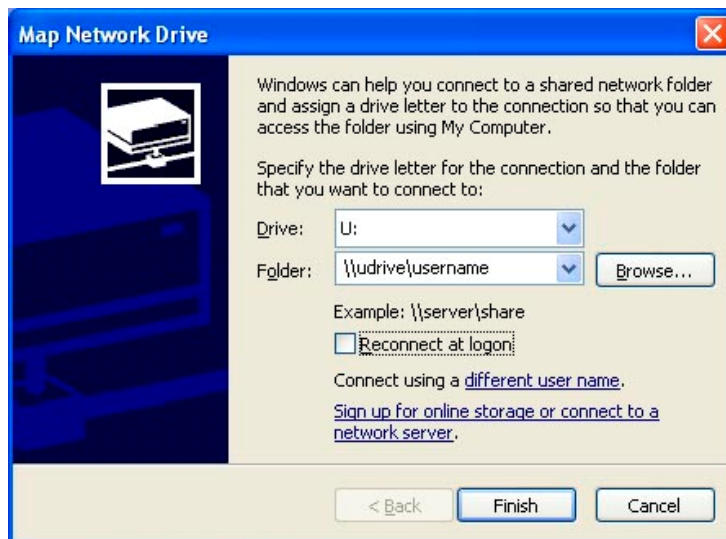 Map Network Drive
Windows can help you connect to a shared network folder
and assign a drive letter to the connection so that you can
access the folder using My Computer.
Specify the drive letter for the connection and the folder
that you want to connect to:
Drive: U:
Folder: \\udrive\username Browse...
Example: \\server\share
Reconnect at logon
Connect using a different user name.
Sign up for online storage or connect to a
network server.
< Back Finish Cancel